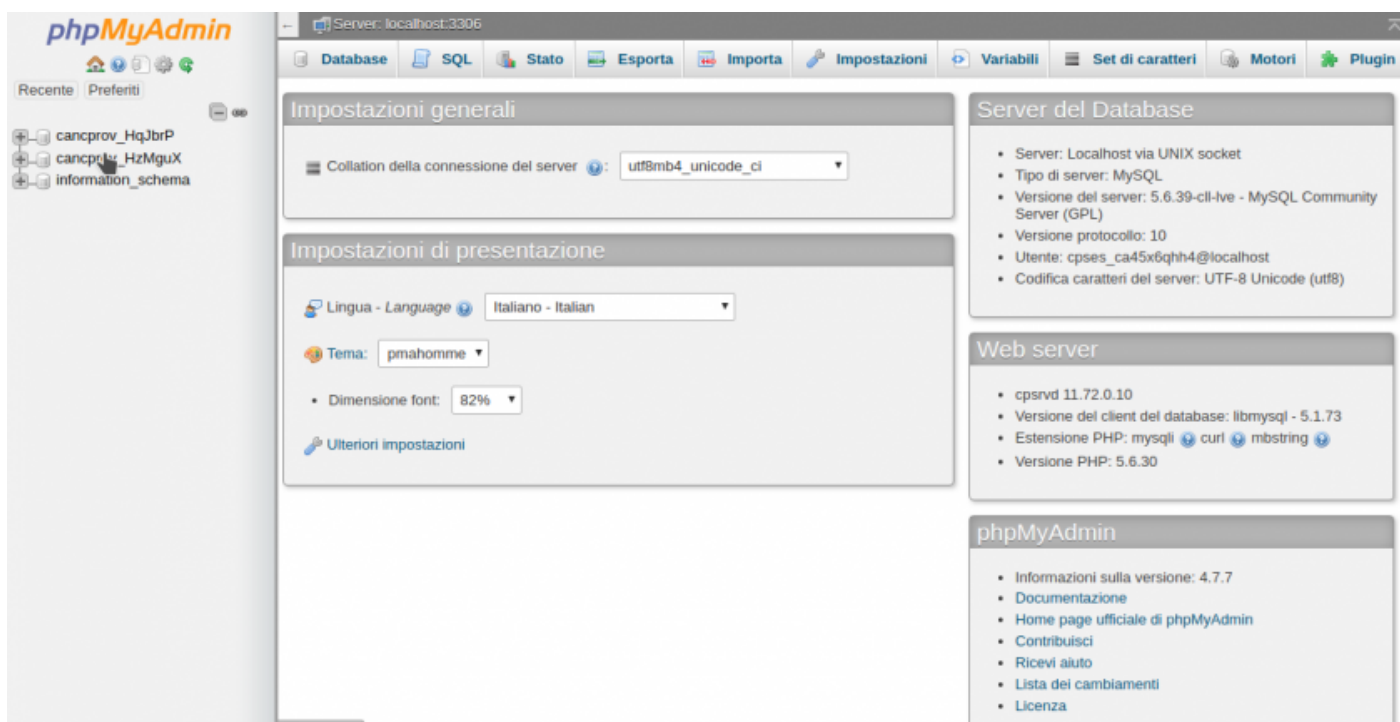 phpMyAdmin
Recente Preferiti
cancprov_HqJbrP
cancprov_HzMguX
information_schema
Server: localhost:3306
Database SQL Stato Esporta Importa Impostazioni Variabili Set di caratteri Motori Plugin
Impostazioni generali
Collation della connessione del server : utf8mb4_unicode_ci
Impostazioni di presentazione
Lingua - Language Italiano - Italian
Tema: pmahomme
Dimensione font: 82%
Ulteriori impostazioni
Server del Database
Server: Localhost via UNIX socket
Tipo di server: MySQL
Versione del server: 5.6.39-cll-lve - MySQL Community
Server (GPL)
Versione protocollo: 10
Utente: cpses_ca45x6qhh4@localhost
Codifica caratteri del server: UTF-8 Unicode (utf8)
Web server
cpsrvd 11.72.0.10
Versione del client del database: libmysql - 5.1.73
Estensione PHP: mysqli curl mbstring
Versione PHP: 5.6.30
phpMyAdmin
Informazioni sulla versione: 4.7.7
Documentazione
Home page ufficiale di phpMyAdmin
Contribuisci
Ricevi aiuto
Lista dei cambiamenti
Licenza